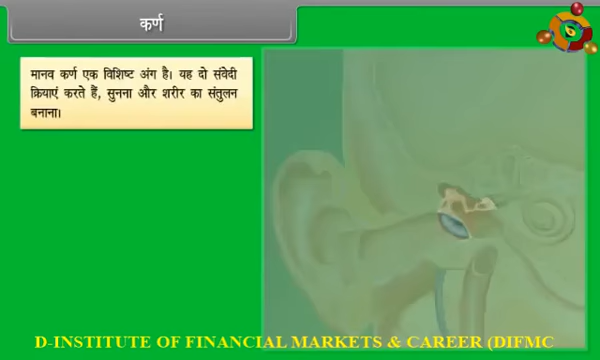 कर्ण
मानव कर्ण एक विशिष्ट अंग है। यह दो संवेदी
क्रियाएं करते हैं, सुनना और शरीर का संतुलन
बनाना।
D-INSTITUTE OF FINANCIAL MARKETS & CAREER (DIFMC